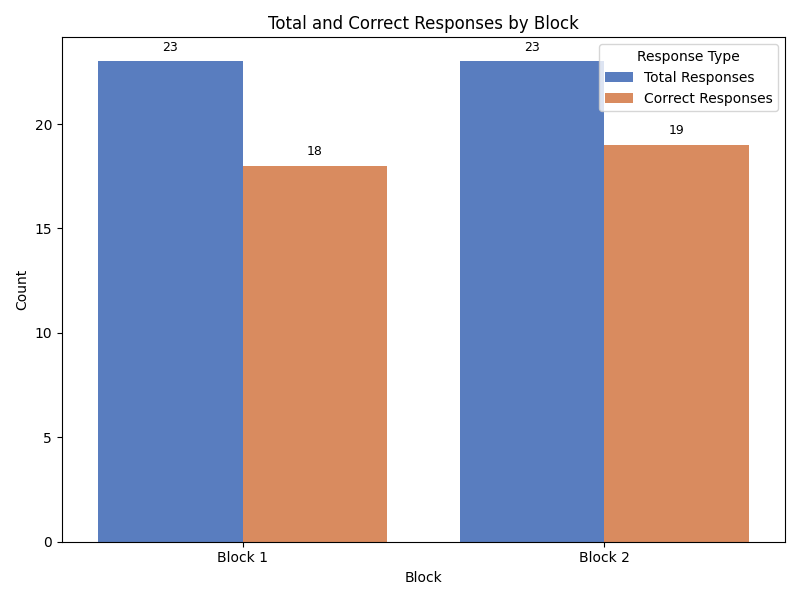 Total and Correct Responses by Block
23
23
18
19
Response Type
Total Responses
Correct Responses
20
15
10
5
0
Count
Block 1
Block 2
Block